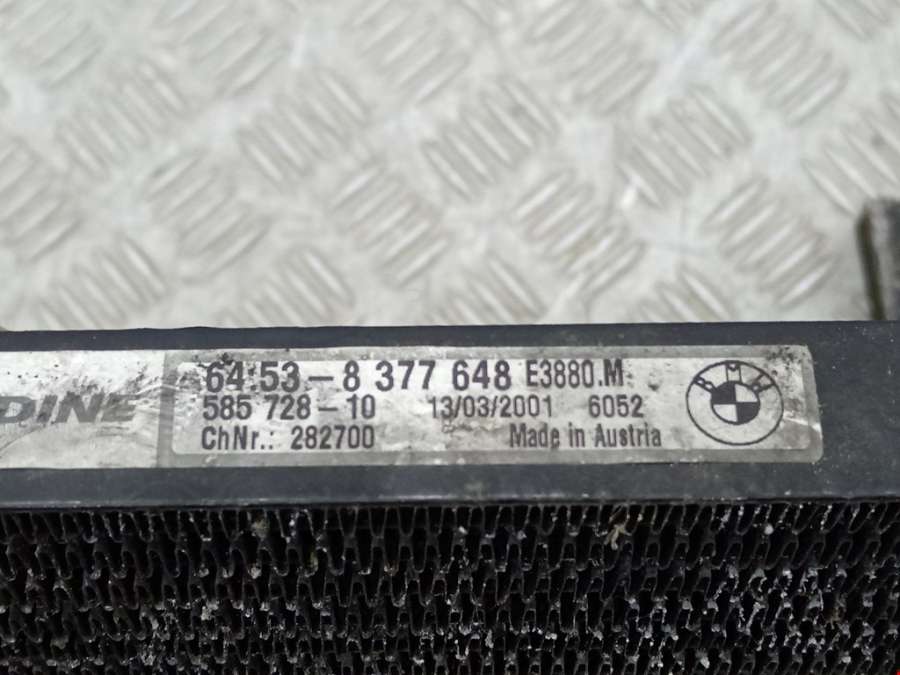 DINE
64.53-8 377 648 E3880.M
585 728-10 13/03/2001 6052
ChNr.: 282700 Made in Austria
BMW